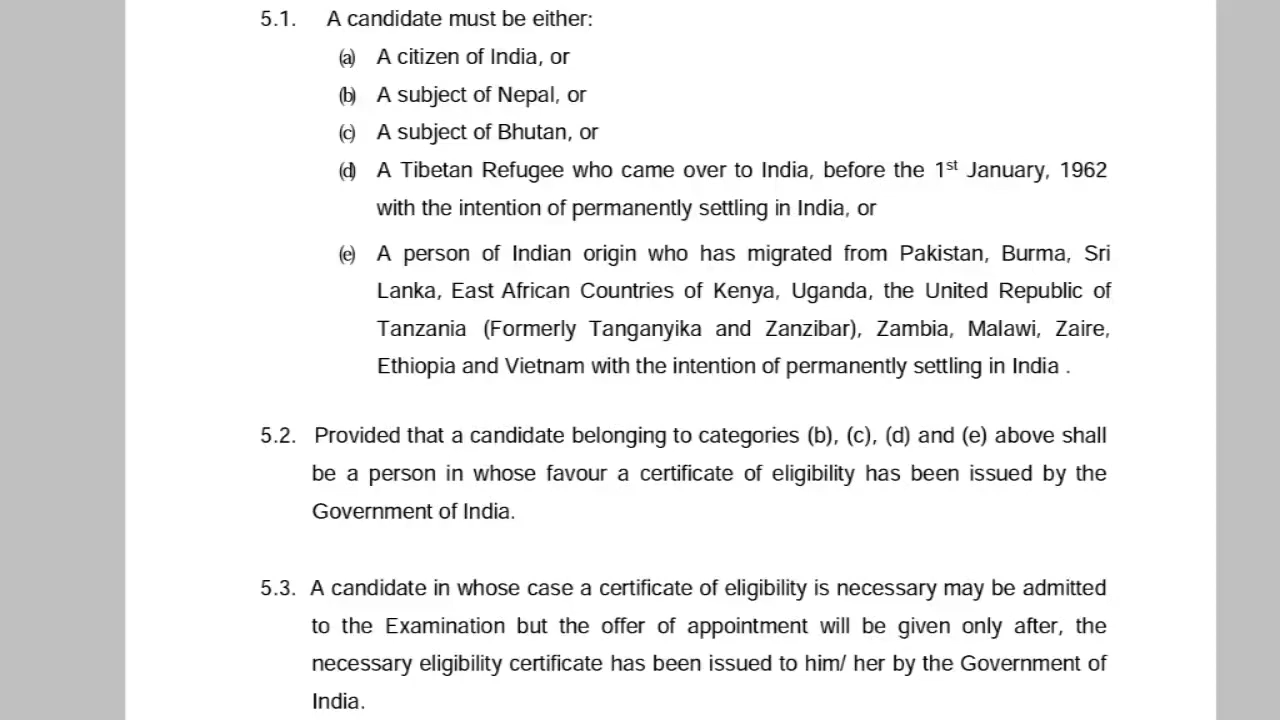 5.1. A candidate must be either:
(a) A citizen of India, or
(b) A subject of Nepal, or
(c) A subject of Bhutan, or
(d) A Tibetan Refugee who came over to India, before the 1st January, 1962
with the intention of permanently settling in India, or
(e) A person of Indian origin who has migrated from Pakistan, Burma, Sri
Lanka, East African Countries of Kenya, Uganda, the United Republic of
Tanzania (Formerly Tanganyika and Zanzibar), Zambia, Malawi, Zaire,
Ethiopia and Vietnam with the intention of permanently settling in India .
5.2. Provided that a candidate belonging to categories (b), (c), (d) and (e) above shall
be a person in whose favour a certificate of eligibility has been issued by the
Government of India.
5.3. A candidate in whose case a certificate of eligibility is necessary may be admitted
to the Examination but the offer of appointment will be given only after, the
necessary eligibility certificate has been issued to him/ her by the Government of
India.